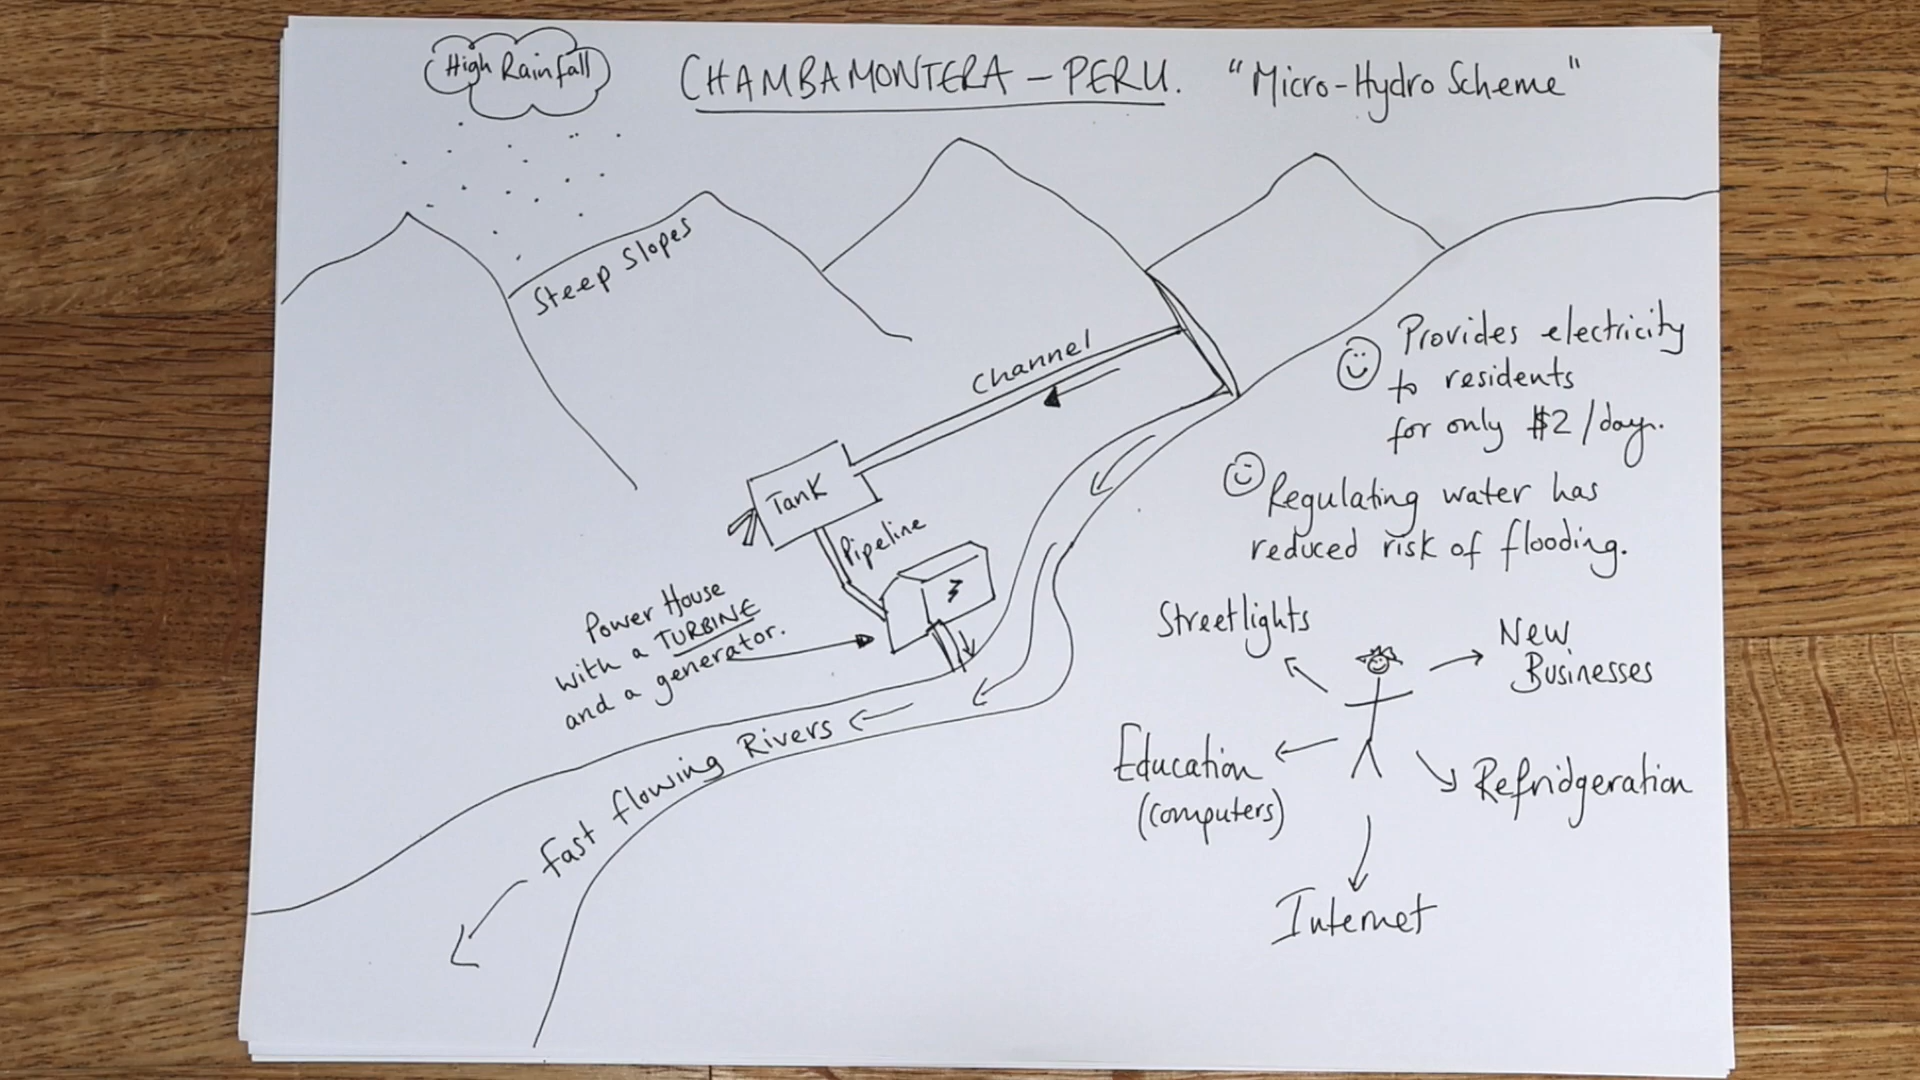 High Rainfall
CHAMBAMONTERA - PERU. "Micro-Hydro Scheme"
Steep Slopes
Channel
Tank
Pipeline
Power House
with a TURBINE
and a generator.
Fast flowing Rivers
Provides electricity
to residents
for only $2/day.
Regulating water has
reduced risk of flooding.
Streetlights
New
Businesses
Education
(computers)
Refridgeration
Internet